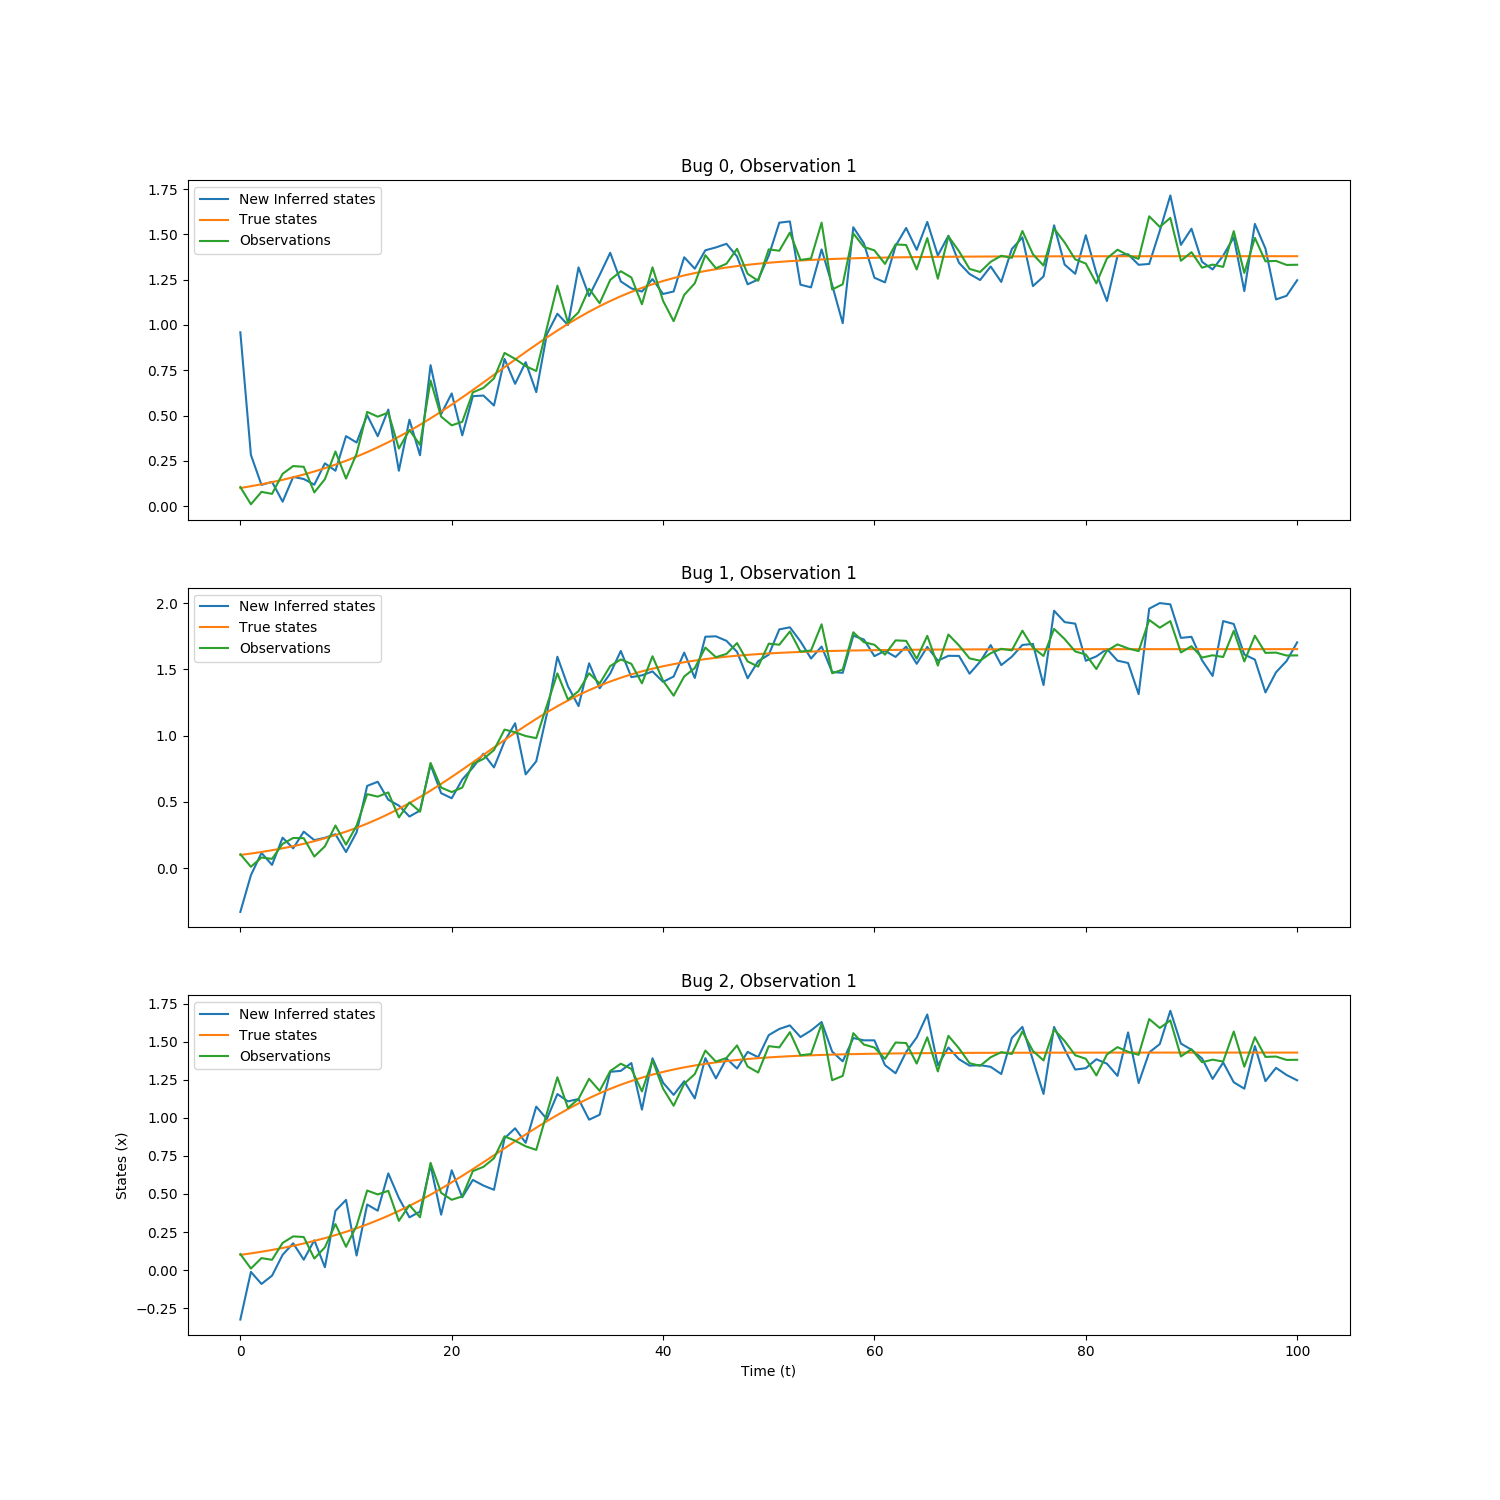 Bug 0, Observation 1
New Inferred states
True states
Observations
1.75
1.50
1.25
1.00
0.75
0.50
0.25
0.00
Bug 1, Observation 1
New Inferred states
True states
Observations
2.0
1.5
1.0
0.5
0.0
Bug 2, Observation 1
New Inferred states
True states
Observations
1.75
1.50
1.25
1.00
0.75
0.50
0.25
0.00
−0.25
States (x)
0 20 40 60 80 100
Time (t)